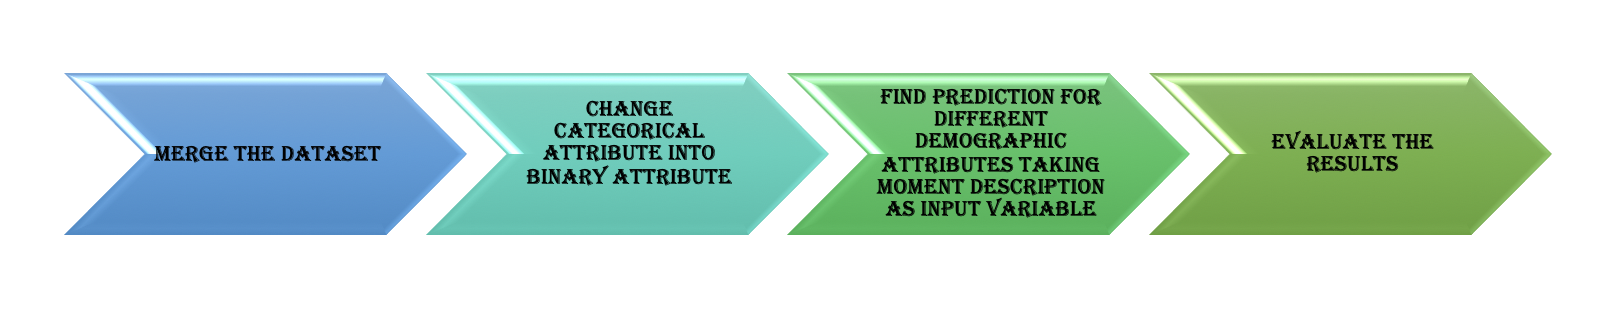 MERGE THE DATASET
CHANGE
CATEGORICAL
ATTRIBUTE INTO
BINARY ATTRIBUTE
FIND PREDICTION FOR
DIFFERENT
DEMOGRAPHIC
ATTRIBUTES TAKING
MOMENT DESCRIPTION
AS INPUT VARIABLE
EVALUATE THE
RESULTS